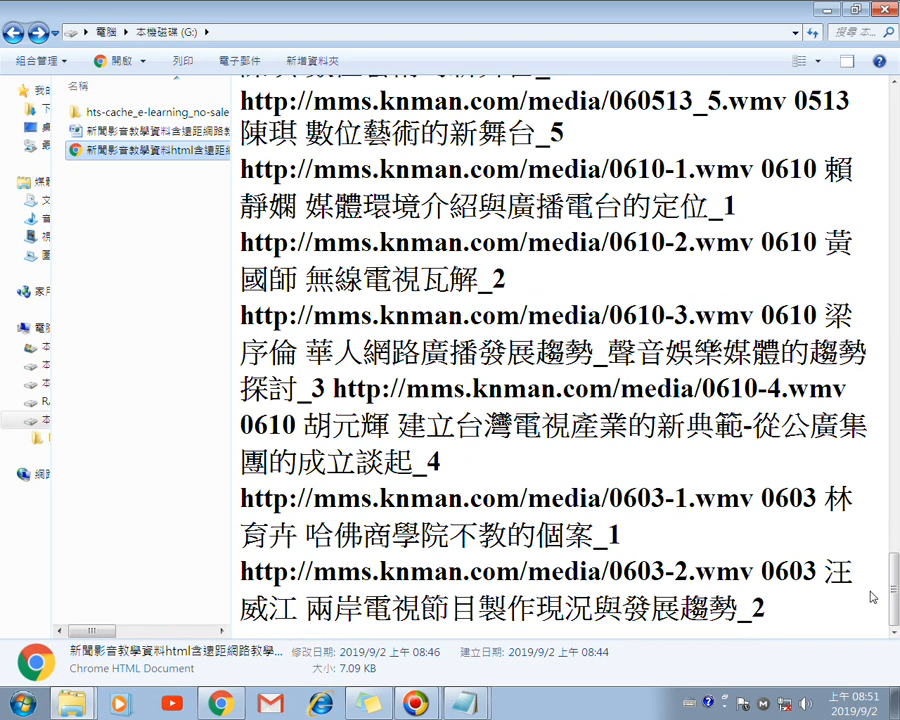 電腦 ▸ 本機磁碟 (G:) ▸
搜尋 本...
組合管理 開啟 列印 電子郵件 新增資料夾
名稱
hts-cache_e-learning_no-sale
新聞影音教學資料含遠距網路教
新聞影音教學資料html含遠距
http://mms.knman.com/media/060513_5.wmv 0513
陳琪 數位藝術的新舞台_5
http://mms.knman.com/media/0610-1.wmv 0610 賴
靜嫻 媒體環境介紹與廣播電台的定位_1
http://mms.knman.com/media/0610-2.wmv 0610 黃
國師 無線電視瓦解_2
http://mms.knman.com/media/0610-3.wmv 0610 梁
序倫 華人網路廣播發展趨勢_聲音娛樂媒體的趨勢
探討_3 http://mms.knman.com/media/0610-4.wmv
0610 胡元輝 建立台灣電視產業的新典範-從公廣集
團的成立談起_4
http://mms.knman.com/media/0603-1.wmv 0603 林
育卉 哈佛商學院不教的個案_1
http://mms.knman.com/media/0603-2.wmv 0603 汪
威江 兩岸電視節目製作現況與發展趨勢_2
新聞影音教學資料html含遠距網路教學... 修改日期: 2019/9/2 上午 08:46 建立日期: 2019/9/2 上午 08:44
Chrome HTML Document 大小: 7.09 KB
上午 08:51
2019/9/2